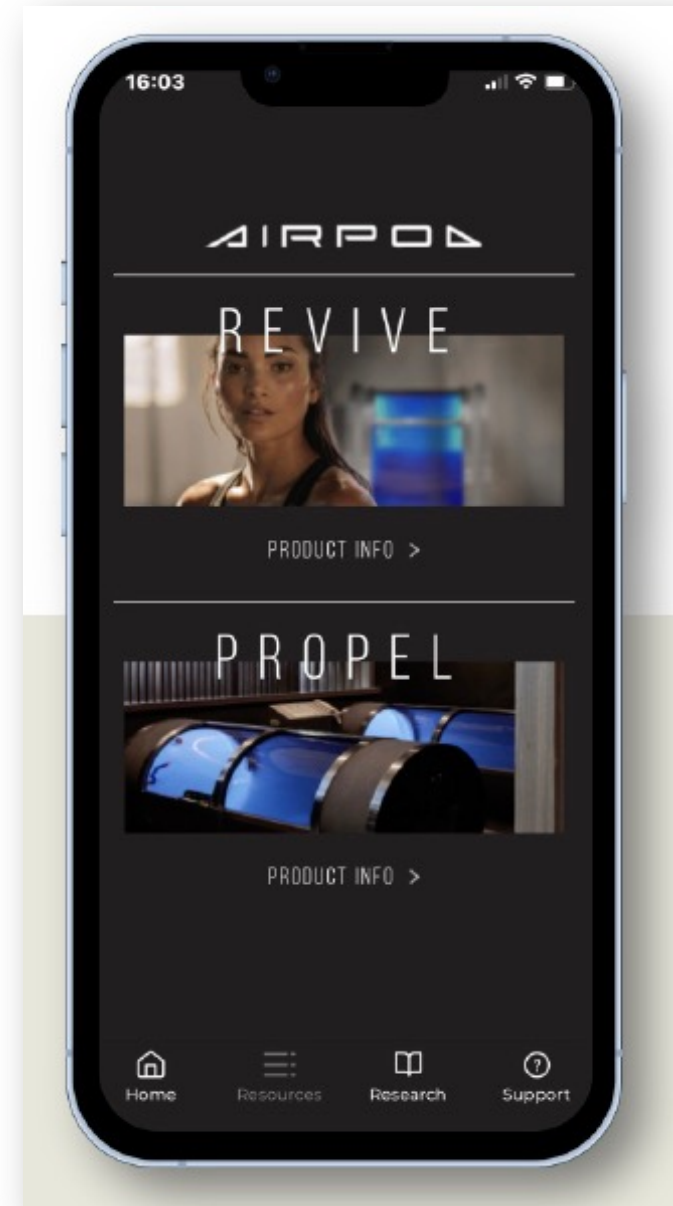 16:03
AIRPOD
REVIVE
PRODUCT INFO >
PROPEL
PRODUCT INFO >
Home Resources Research Support